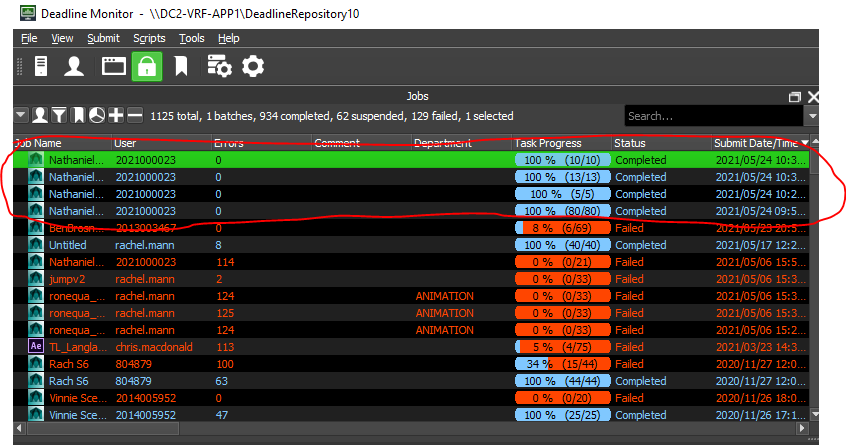 Deadline Monitor - \\DC2-VRF-APP1\DeadlineRepository10
File View Submit Scripts Tools Help
Jobs
1125 total, 1 batches, 934 completed, 62 suspended, 129 failed, 1 selected Search...
Job Name User Errors Comment Department Task Progress Status Submit Date/Time
Nathaniel... 2021000023 0 100 % (10/10) Completed 2021/05/24 10:3...
Nathaniel... 2021000023 0 100 % (13/13) Completed 2021/05/24 10:3...
Nathaniel... 2021000023 0 100 % (5/5) Completed 2021/05/24 10:2...
Nathaniel... 2021000023 0 100 % (80/80) Completed 2021/05/24 09:5...
BenBrosn... 2013003467 0 8 % (6/69) Failed 2021/05/23 20:5...
Untitled rachel.mann 8 100 % (40/40) Completed 2021/05/17 12:2...
Nathaniel... 2021000023 114 0 % (0/21) Failed 2021/05/06 15:5...
jumpv2 rachel.mann 2 0 % (0/33) Failed 2021/05/06 15:3...
ronequa_... rachel.mann 124 ANIMATION 0 % (0/33) Failed 2021/05/06 15:3...
ronequa_... rachel.mann 125 ANIMATION 0 % (0/33) Failed 2021/05/06 15:3...
ronequa_... rachel.mann 124 ANIMATION 0 % (0/33) Failed 2021/05/06 15:2...
Ae TL_Langla... chris.macdonald 113 5 % (4/75) Failed 2021/03/23 14:3...
Rach S6 804879 100 34 % (15/44) Failed 2020/11/27 12:0...
Rach S6 804879 63 100 % (44/44) Completed 2020/11/27 12:0...
Vinnie Sce... 2014005952 0 0 % (0/20) Failed 2020/11/26 18:0...
Vinnie Sce... 2014005952 47 100 % (25/25) Completed 2020/11/26 17:1...